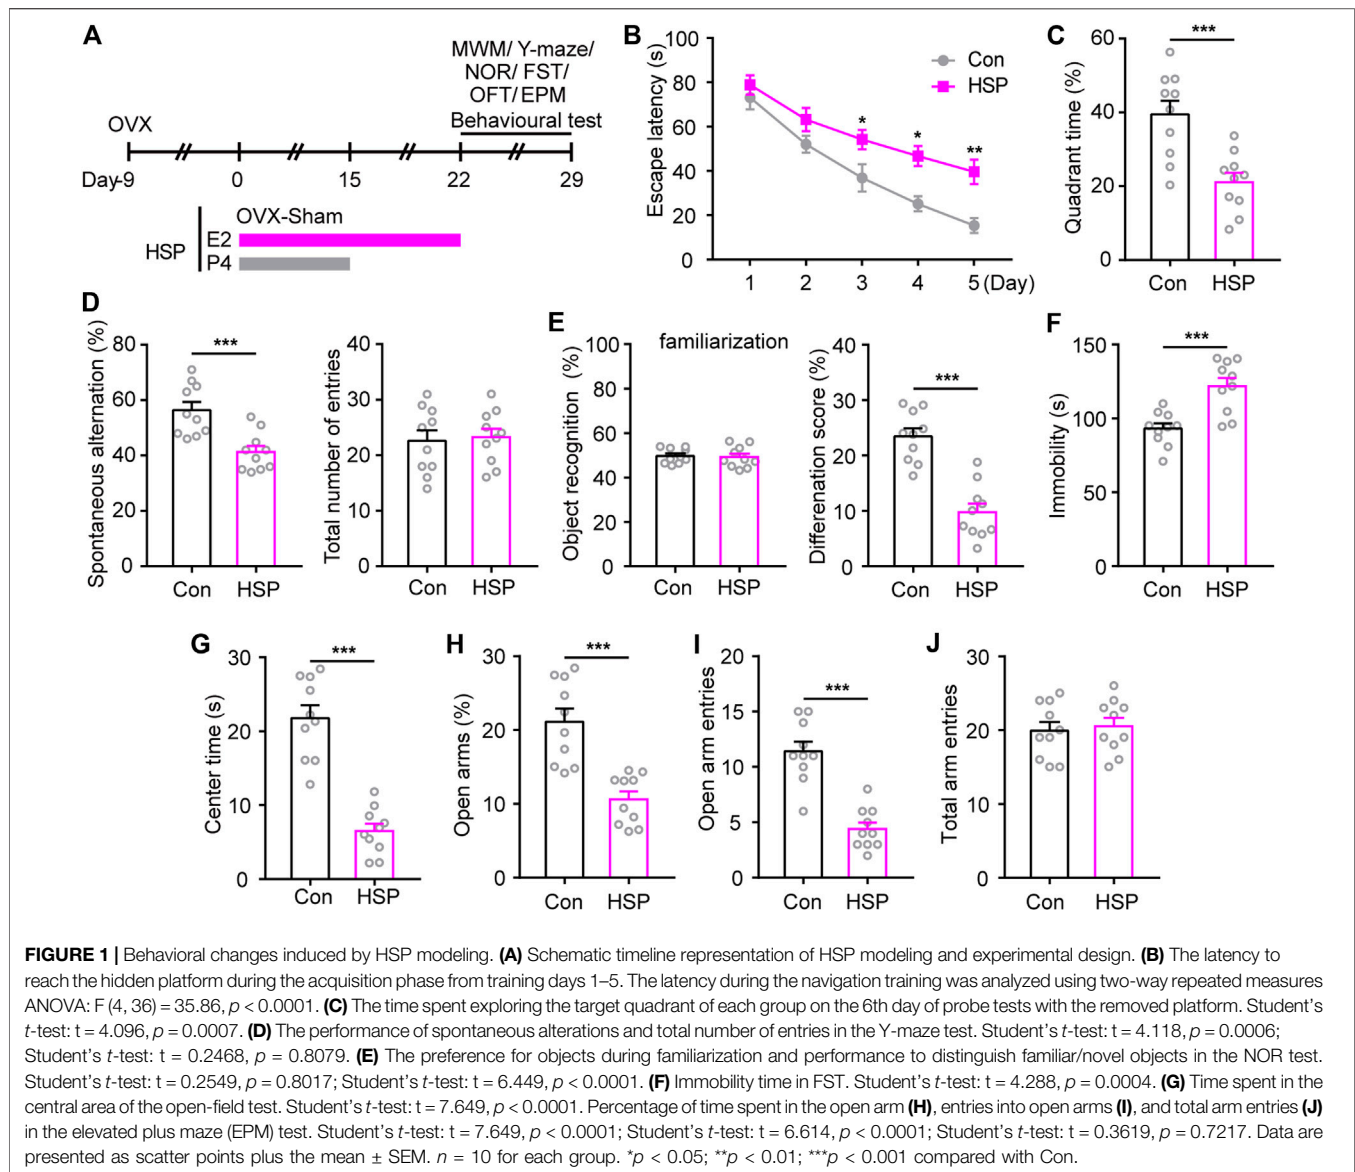 A
MWM/ Y-maze/
NOR/ FST/
OFT/ EPM
Behavioural test
OVX
Day-9
0
15
22
29
OVX-Sham
HSP
E2
P4
B
Escape latency (s)
100
80
60
40
20
0
Con
HSP
*
*
**
1
2
3
4
5 (Day)
C
Quadrant time (%)
60
40
20
0
***
Con
HSP
D
Spontaneous alternation (%)
80
60
40
20
0
***
Con
HSP
Total number of entries
40
30
20
10
0
Con
HSP
E
Object recognition (%)
familiarization
100
80
60
40
20
0
Con
HSP
Differenation score (%)
40
30
20
10
0
***
Con
HSP
F
Immobility (s)
150
100
50
0
***
Con
HSP
G
Center time (s)
30
20
10
0
***
Con
HSP
H
Open arms (%)
30
20
10
0
***
Con
HSP
I
Open arm entries
20
15
10
5
0
***
Con
HSP
J
Total arm entries
30
20
10
0
Con
HSP
FIGURE 1 | Behavioral changes induced by HSP modeling. (A) Schematic timeline representation of HSP modeling and experimental design. (B) The latency to
reach the hidden platform during the acquisition phase from training days 1–5. The latency during the navigation training was analyzed using two-way repeated measures
ANOVA: F (4, 36) = 35.86, p < 0.0001. (C) The time spent exploring the target quadrant of each group on the 6th day of probe tests with the removed platform. Student's
t-test: t = 4.096, p = 0.0007. (D) The performance of spontaneous alterations and total number of entries in the Y-maze test. Student's t-test: t = 4.118, p = 0.0006;
Student's t-test: t = 0.2468, p = 0.8079. (E) The preference for objects during familiarization and performance to distinguish familiar/novel objects in the NOR test.
Student's t-test: t = 0.2549, p = 0.8017; Student's t-test: t = 6.449, p < 0.0001. (F) Immobility time in FST. Student's t-test: t = 4.288, p = 0.0004. (G) Time spent in the
central area of the open-field test. Student's t-test: t = 7.649, p < 0.0001. Percentage of time spent in the open arm (H), entries into open arms (I), and total arm entries (J)
in the elevated plus maze (EPM) test. Student's t-test: t = 7.649, p < 0.0001; Student's t-test: t = 6.614, p < 0.0001; Student's t-test: t = 0.3619, p = 0.7217. Data are
presented as scatter points plus the mean ± SEM. n = 10 for each group. *p < 0.05; **p < 0.01; ***p < 0.001 compared with Con.